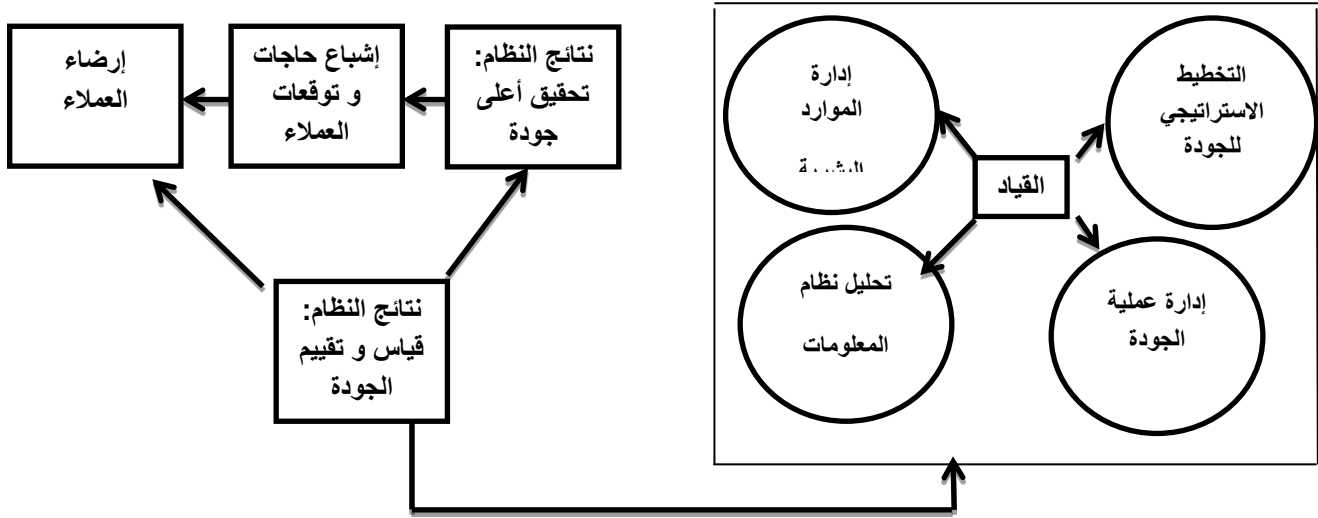 التخطيط
الاستراتيجي
للجودة
إدارة
الموارد
البشرية
القياد
إدارة عملية
الجودة
تحليل نظام
المعلومات
نتائج النظام:
تحقيق أعلى
جودة
إشباع حاجات
و توقعات
العملاء
إرضاء
العملاء
نتائج النظام:
قياس و تقييم
الجودة